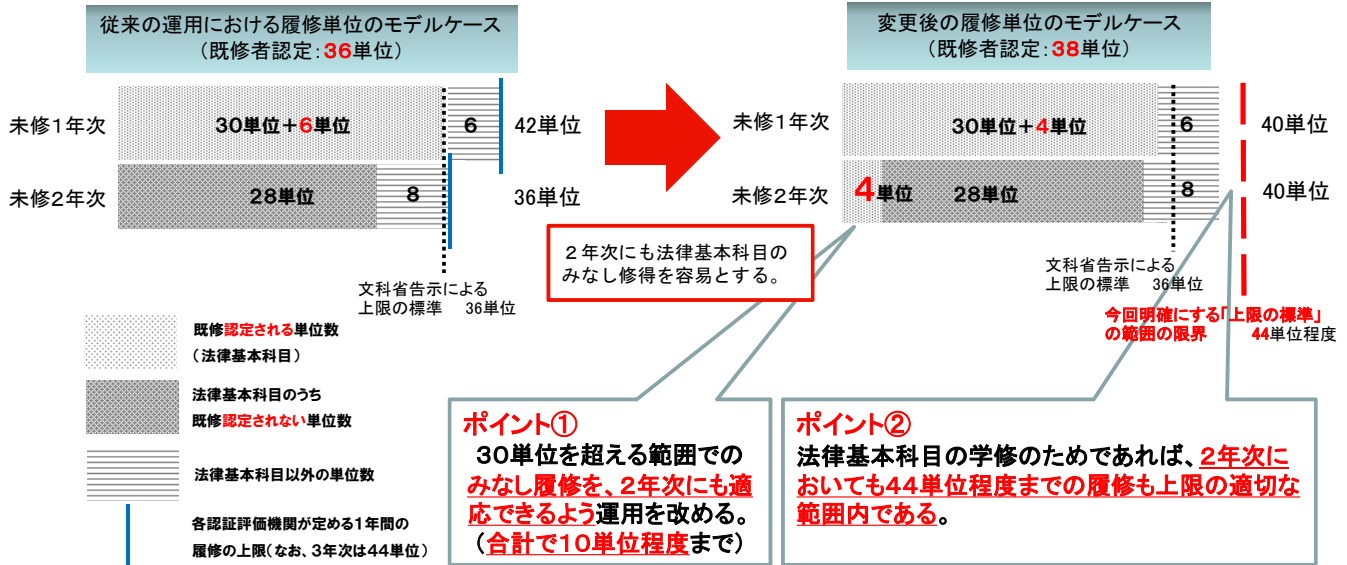 従来の運用における履修単位のモデルケース
（既修者認定：36単位）
未修1年次
30単位＋6単位
6
42単位
未修2年次
28単位
8
36単位
文科省告示による
上限の標準　36単位
変更後の履修単位のモデルケース
（既修者認定：38単位）
未修1年次
30単位＋4単位
6
40単位
未修2年次
4単位
28単位
8
40単位
２年次にも法律基本科目の
みなし修得を容易とする。
文科省告示による
上限の標準　36単位
今回明確にする「上限の標準」
の範囲の限界　44単位程度
既修認定される単位数
（法律基本科目）
法律基本科目のうち
既修認定されない単位数
法律基本科目以外の単位数
各認証評価機関が定める1年間の
履修の上限（なお、3年次は44単位）
ポイント①
30単位を超える範囲での
みなし履修を、2年次にも適
応できるよう運用を改める。
（合計で10単位程度まで）
ポイント②
法律基本科目の学修のためであれば、2年次に
おいても44単位程度までの履修も上限の適切な
範囲内である。